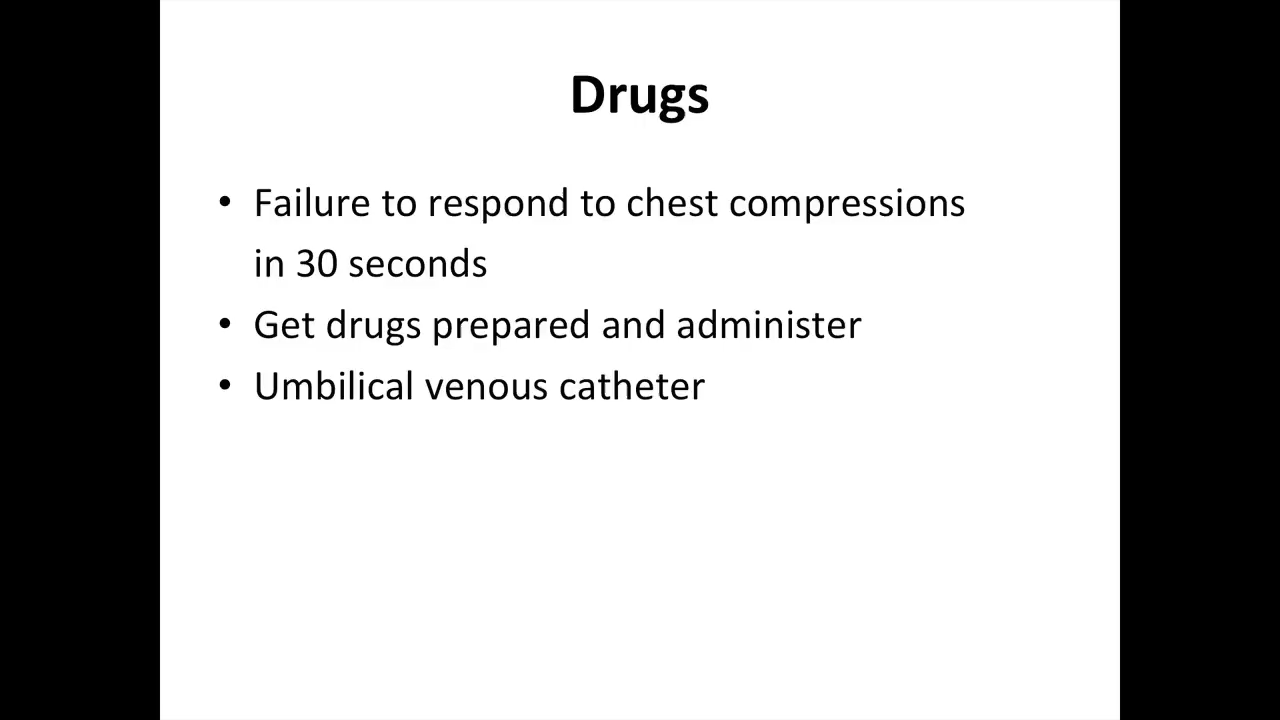 Drugs
• Failure to respond to chest compressions
in 30 seconds
• Get drugs prepared and administer
• Umbilical venous catheter